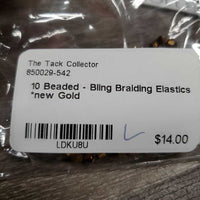 The Tack Collector
850029-542
10 Beaded - Bling Braiding Elastics
*new Gold
LDKU8U
$14.00